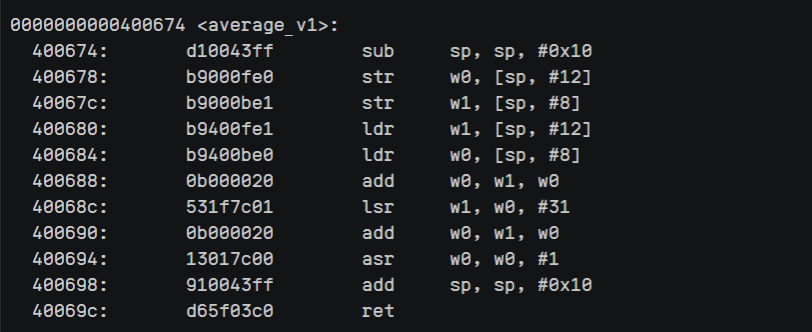 0000000000400674 <average_v1>:
400674: d10043ff sub sp, sp, #0x10
400678: b9000fe0 str w0, [sp, #12]
40067c: b9000be1 str w1, [sp, #8]
400680: b9400fe1 ldr w1, [sp, #12]
400684: b9400be0 ldr w0, [sp, #8]
400688: 0b000020 add w0, w1, w0
40068c: 531f7c01 lsr w1, w0, #31
400690: 0b000020 add w0, w1, w0
400694: 13017c00 asr w0, w0, #1
400698: 910043ff add sp, sp, #0x10
40069c: d65f03c0 ret